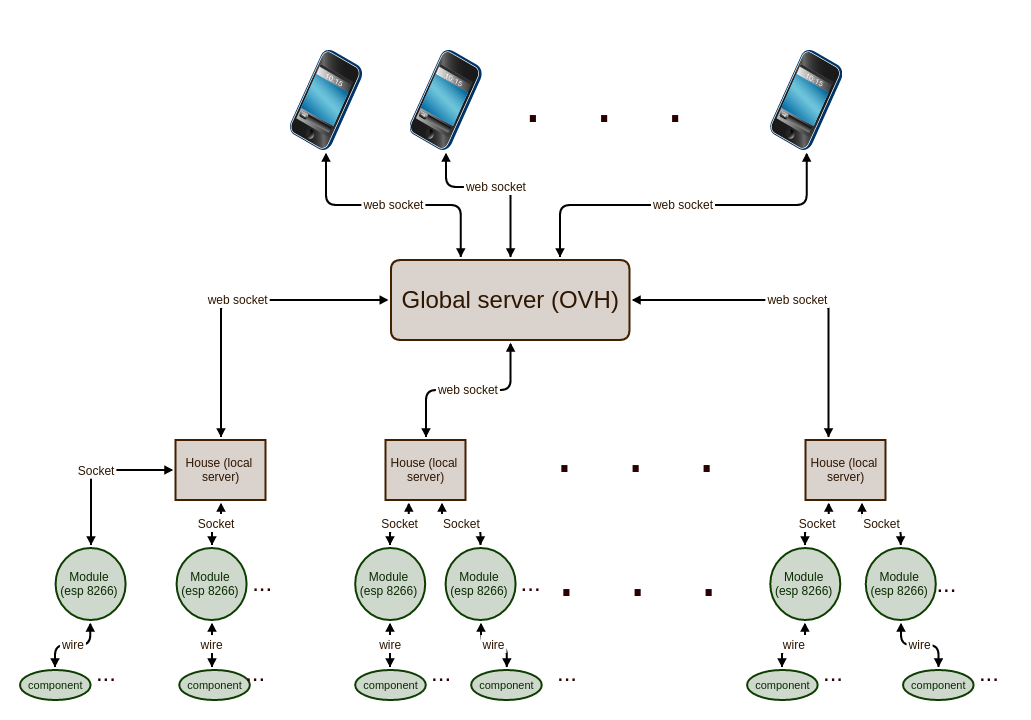 10:15
10:15
10:15
web socket
web socket
web socket
Global server (OVH)
web socket
web socket
web socket
House (local
server)
House (local
server)
House (local
server)
Socket
Socket
Socket
Socket
Socket
Socket
Module
(esp 8266)
Module
(esp 8266)
...
Module
(esp 8266)
Module
(esp 8266)
...
Module
(esp 8266)
Module
(esp 8266)
...
wire
wire
wire
wire
wire
wire
component
...
component
...
component
...
component
...
component
...
component
...